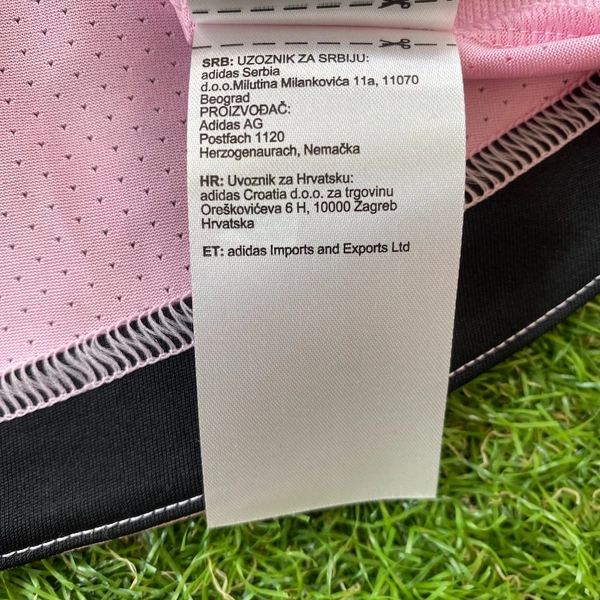 SRB: UZOZNIK ZA SRBIJU:
adidas Serbia
d.o.o.Milutina Milankovića 11a, 11070
Beograd
PROIZVOĐAČ:
Adidas AG
Postfach 1120
Herzogenaurach, Nemačka
HR: Uvoznik za Hrvatsku:
adidas Croatia d.o.o. za trgovinu
Oreškovićeva 6 H, 10000 Zagreb
Hrvatska
ET: adidas Imports and Exports Ltd